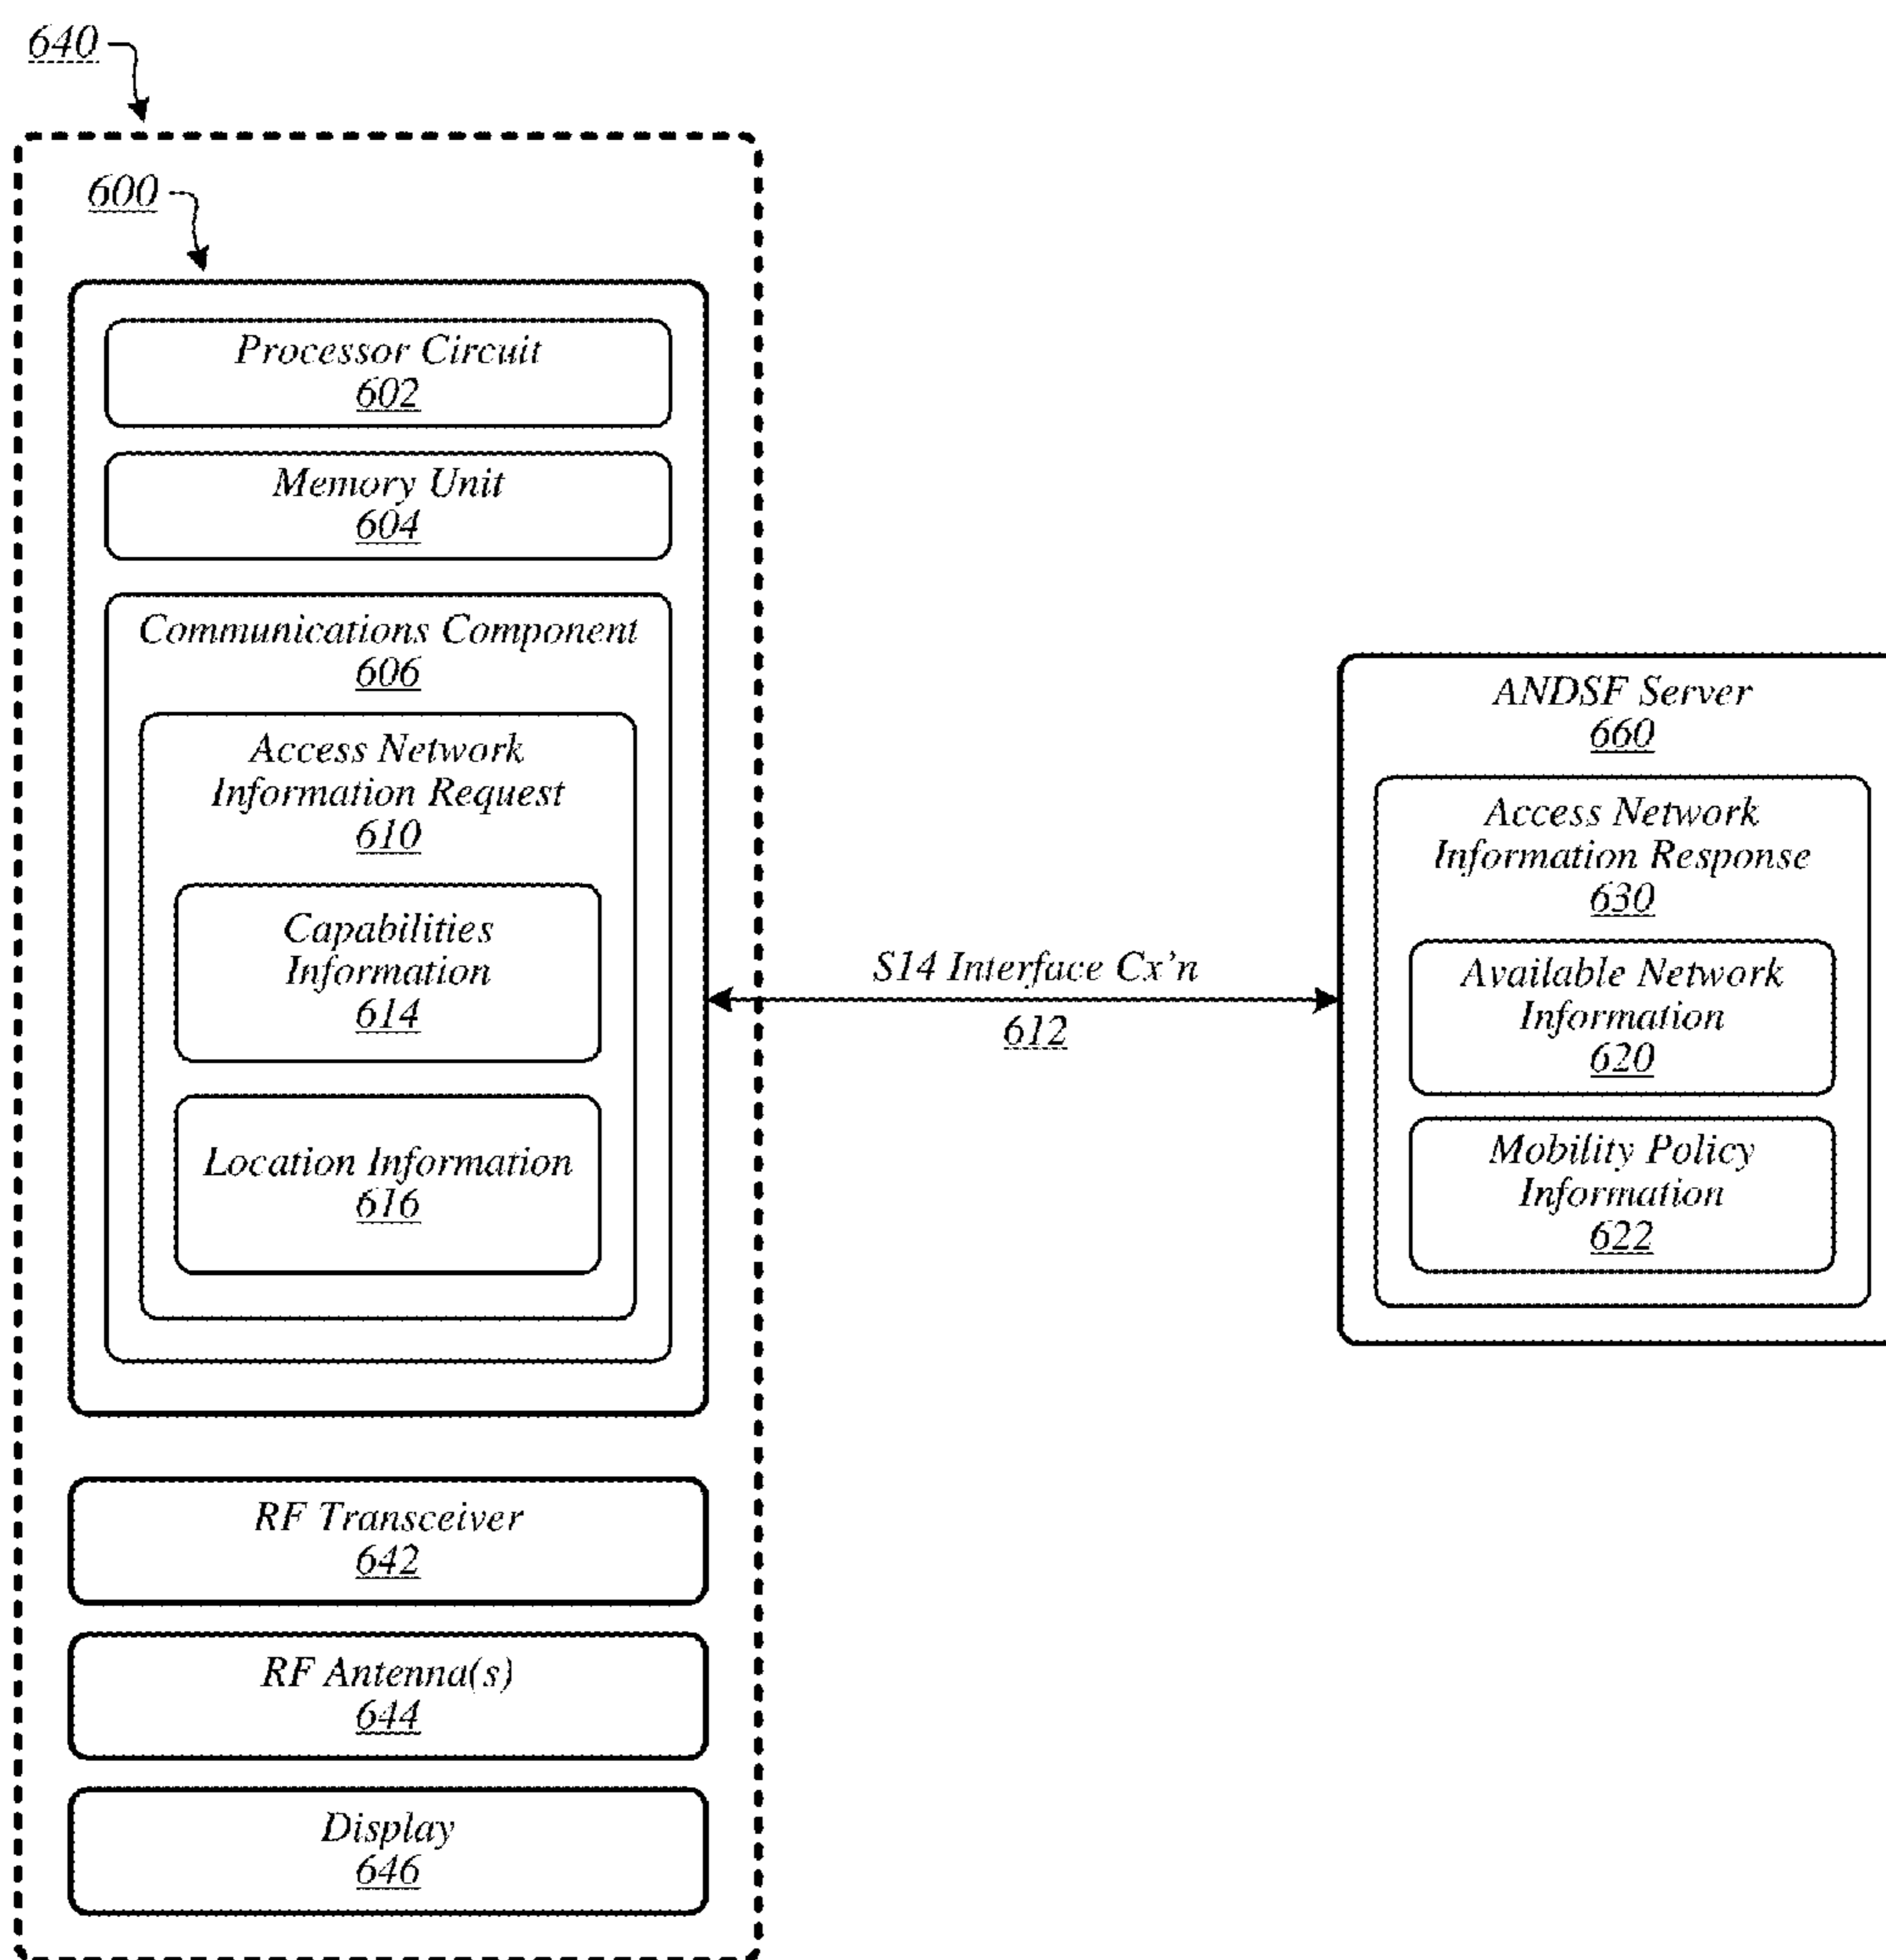 640
600
Processor Circuit
602
Memory Unit
604
Communications Component
606
Access Network
Information Request
610
Capabilities
Information
614
Location Information
616
RF Transceiver
642
RF Antenna(s)
644
Display
646
S14 Interface Cx'n
612
ANDSF Server
660
Access Network
Information Response
630
Available Network
Information
620
Mobility Policy
Information
622